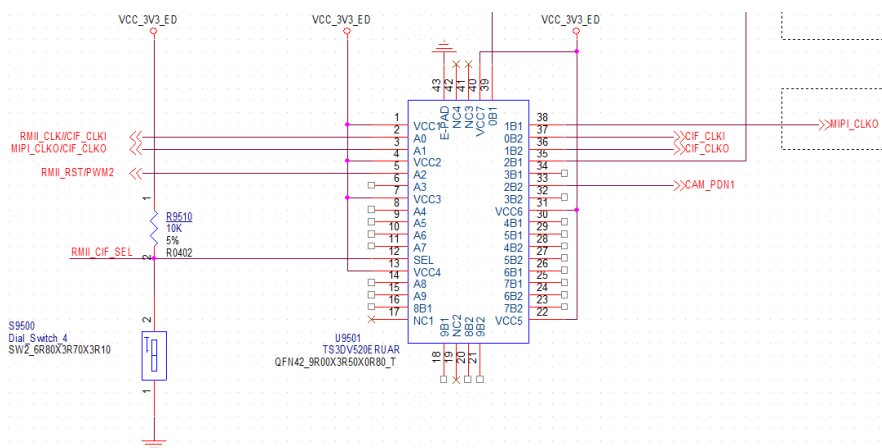 VCC_3V3_ED
VCC_3V3_ED
VCC_3V3_ED
43
42
41
40
39
E-PAD
NC4
NC3
VCC7
0B1
1
VCC1
2
A0
3
A1
4
VCC2
5
A2
6
A3
7
VCC3
8
A4
9
A5
10
A6
11
A7
12
SEL
13
VCC4
14
A8
15
A9
16
8B1
17
NC1
1B1
38
0B2
37
1B2
36
2B1
35
3B1
34
2B2
33
3B2
32
VCC6
31
4B1
30
5B1
29
4B2
28
5B2
27
6B1
26
7B1
25
6B2
24
7B2
23
VCC5
22
9B1
NC2
8B2
9B2
18
19
20
21
RMII_CLK//CIF_CLKI
MIPI_CLKO/CIF_CLKO
RMII_RST/PWM2
MIPI_CLKO
CIF_CLKI
CIF_CLKO
CAM_PDN1
1
R9510
10K
5%
R0402
2
RMII_CIF_SEL
S9500
Dial_Switch_4
SW2_6R80X3R70X3R10
2
1
U9501
TS3DV520ERUAR
QFN42_9R00X3R50X0R80_T